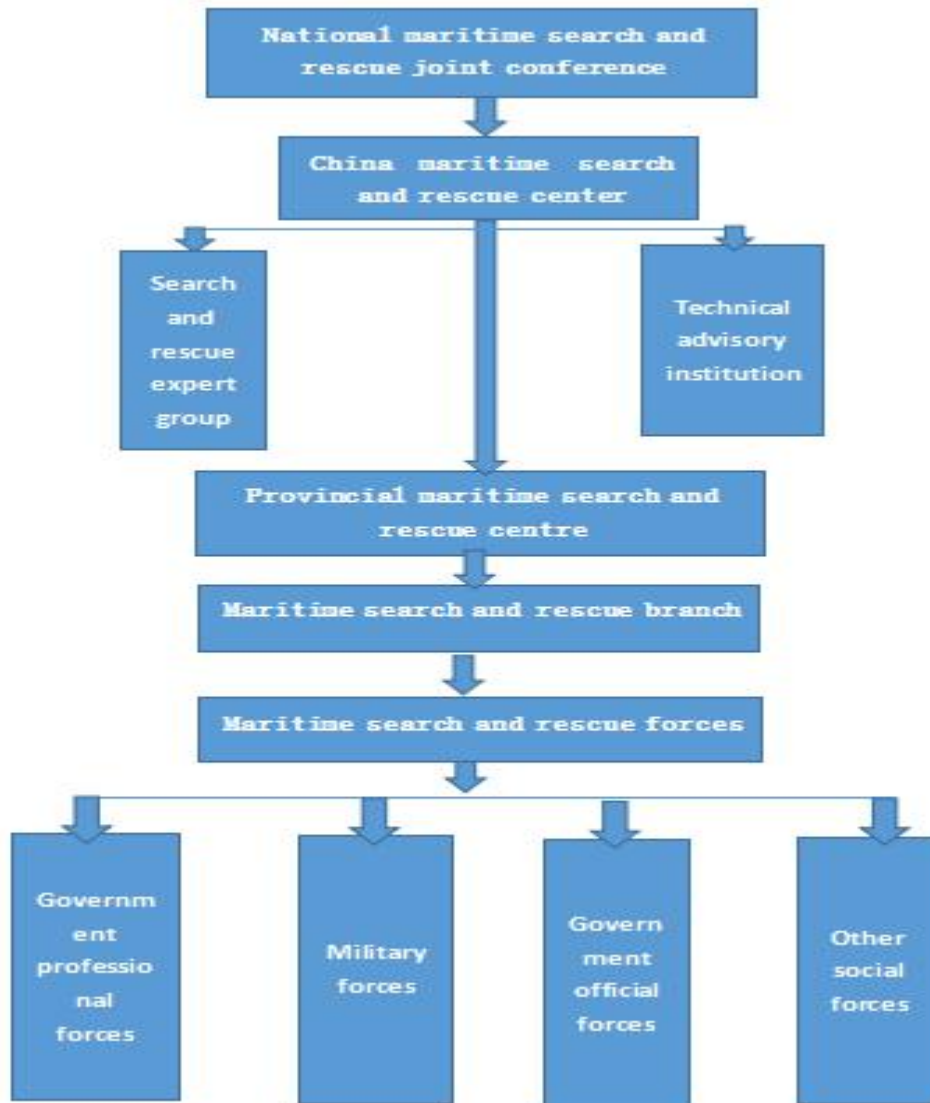 National maritime search and
rescue joint conference
China maritime search
and rescue center
Search
and
rescue
expert
group
Technical
advisory
institution
Provincial maritime search and
rescue centre
Maritime search and rescue branch
Maritime search and rescue forces
Governm
ent
professio
nal
forces
Military
forces
Govern
ment
official
forces
Other
social
forces